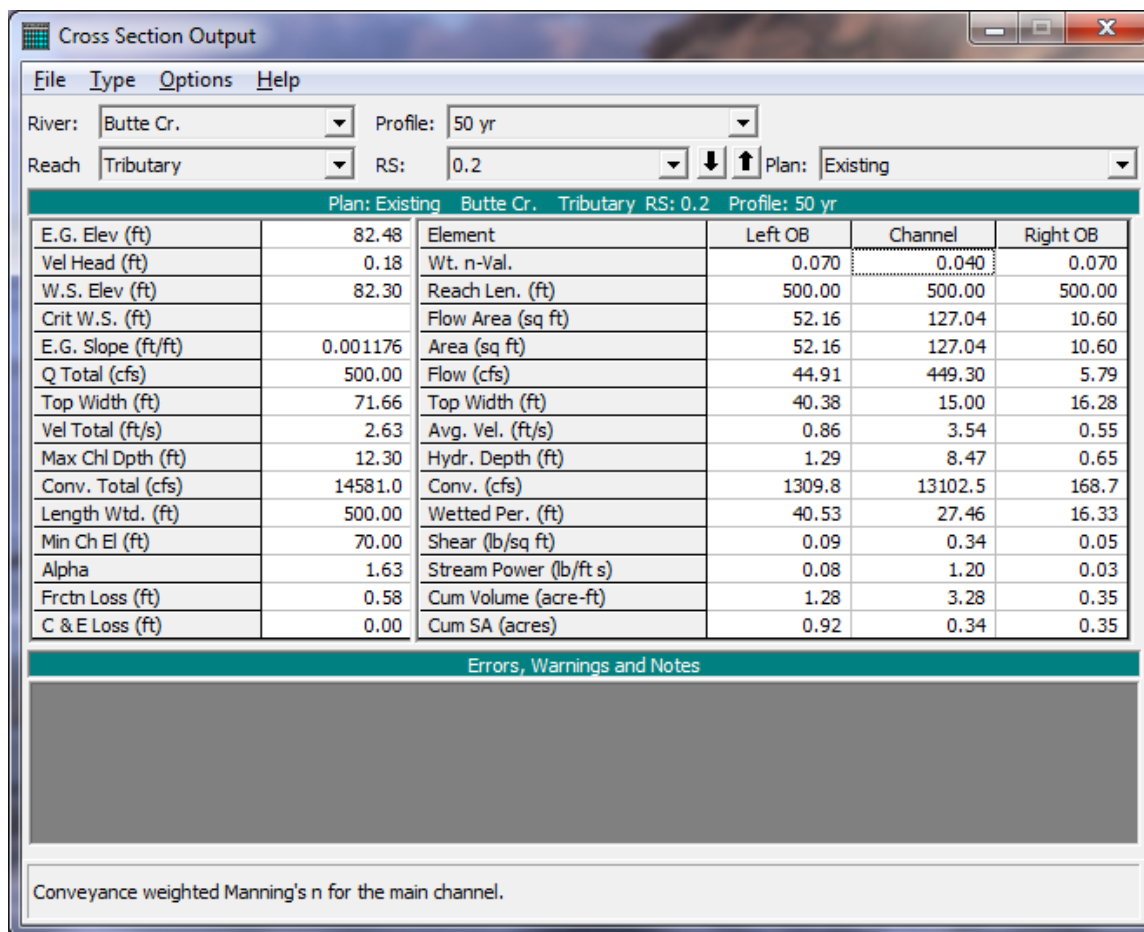 Cross Section Output
File Type Options Help
River: Butte Cr. Profile: 50 yr
Reach Tributary RS: 0.2 Plan: Existing
Plan: Existing Butte Cr. Tributary RS: 0.2 Profile: 50 yr
E.G. Elev (ft) 82.48 Element Left OB Channel Right OB
Vel Head (ft) 0.18 Wt. n-Val. 0.070 0.040 0.070
W.S. Elev (ft) 82.30 Reach Len. (ft) 500.00 500.00 500.00
Crit W.S. (ft) Flow Area (sq ft) 52.16 127.04 10.60
E.G. Slope (ft/ft) 0.001176 Area (sq ft) 52.16 127.04 10.60
Q Total (cfs) 500.00 Flow (cfs) 44.91 449.30 5.79
Top Width (ft) 71.66 Top Width (ft) 40.38 15.00 16.28
Vel Total (ft/s) 2.63 Avg. Vel. (ft/s) 0.86 3.54 0.55
Max Chl Dpth (ft) 12.30 Hydr. Depth (ft) 1.29 8.47 0.65
Conv. Total (cfs) 14581.0 Conv. (cfs) 1309.8 13102.5 168.7
Length Wtd. (ft) 500.00 Wetted Per. (ft) 40.53 27.46 16.33
Min Ch El (ft) 70.00 Shear (lb/sq ft) 0.09 0.34 0.05
Alpha 1.63 Stream Power (lb/ft s) 0.08 1.20 0.03
Frctn Loss (ft) 0.58 Cum Volume (acre-ft) 1.28 3.28 0.35
C & E Loss (ft) 0.00 Cum SA (acres) 0.92 0.34 0.35
Errors, Warnings and Notes
Conveyance weighted Manning's n for the main channel.